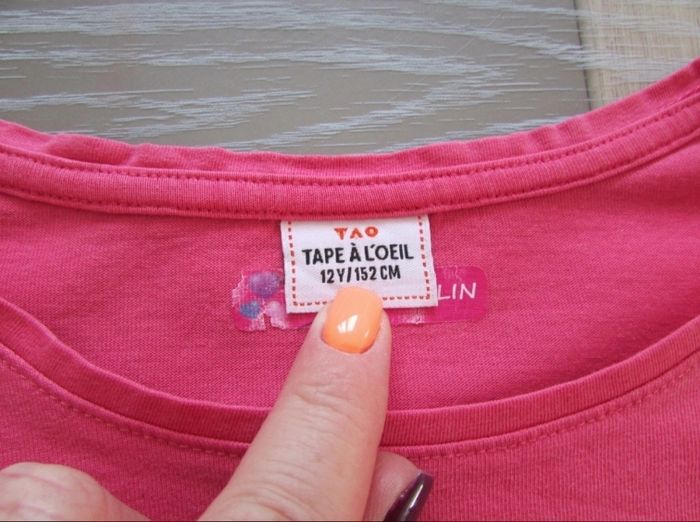 TAO
TAPE À L'OEIL
12Y/152 CM
LIN